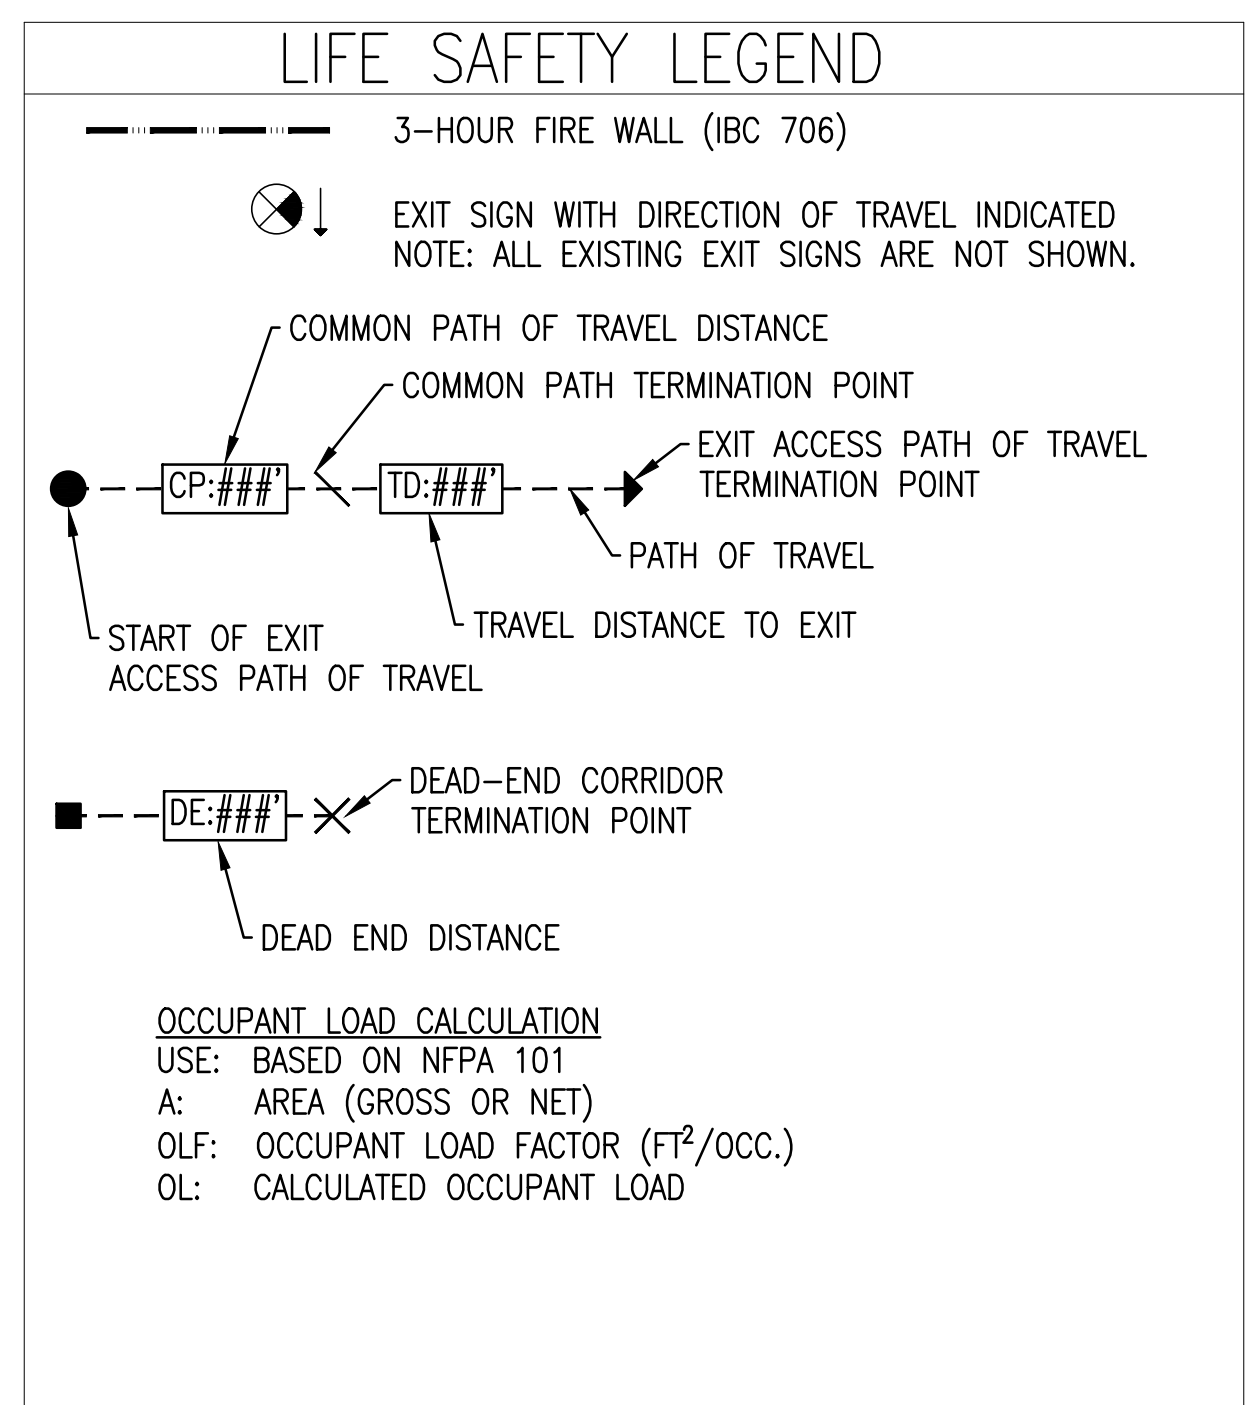 LIFE SAFETY LEGEND
3-HOUR FIRE WALL (IBC 706)
EXIT SIGN WITH DIRECTION OF TRAVEL INDICATED
NOTE: ALL EXISTING EXIT SIGNS ARE NOT SHOWN.
COMMON PATH OF TRAVEL DISTANCE
COMMON PATH TERMINATION POINT
EXIT ACCESS PATH OF TRAVEL
TERMINATION POINT
CP:###'
TD:###'
PATH OF TRAVEL
TRAVEL DISTANCE TO EXIT
START OF EXIT
ACCESS PATH OF TRAVEL
DEAD-END CORRIDOR
TERMINATION POINT
DE:###'
DEAD END DISTANCE
OCCUPANT LOAD CALCULATION
USE: BASED ON NFPA 101
A: AREA (GROSS OR NET)
OLF: OCCUPANT LOAD FACTOR (FT²/OCC.)
OL: CALCULATED OCCUPANT LOAD